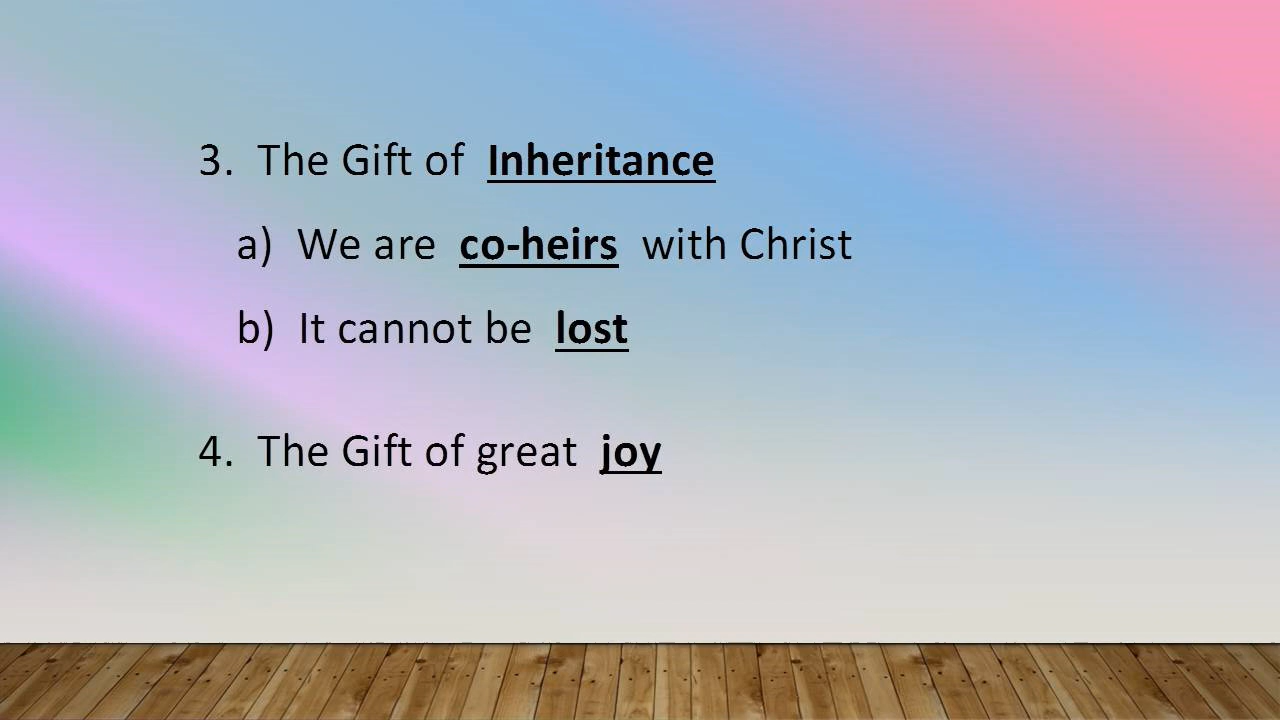 3. The Gift of Inheritance
a) We are co-heirs with Christ
b) It cannot be lost
4. The Gift of great joy